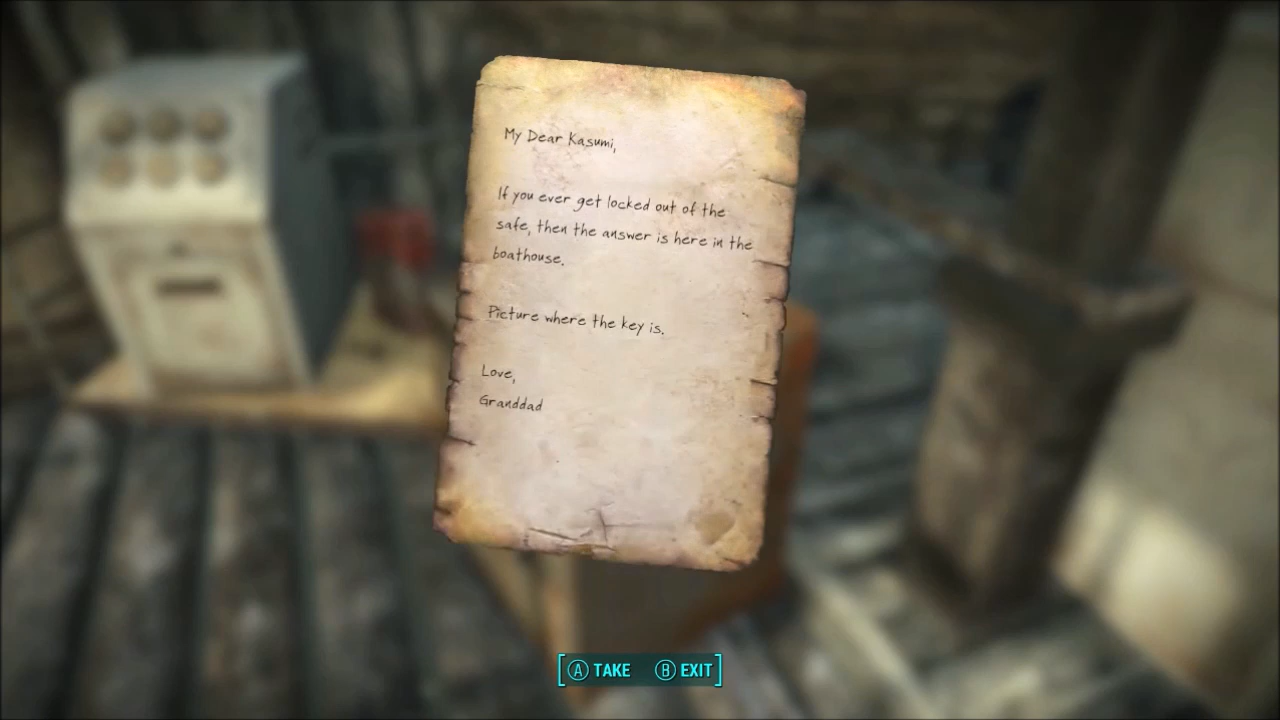 My Dear Kasumi,
If you ever get locked out of the
safe, then the answer is here in the
boathouse.
Picture where the key is.
Love,
Granddad
A TAKE B EXIT